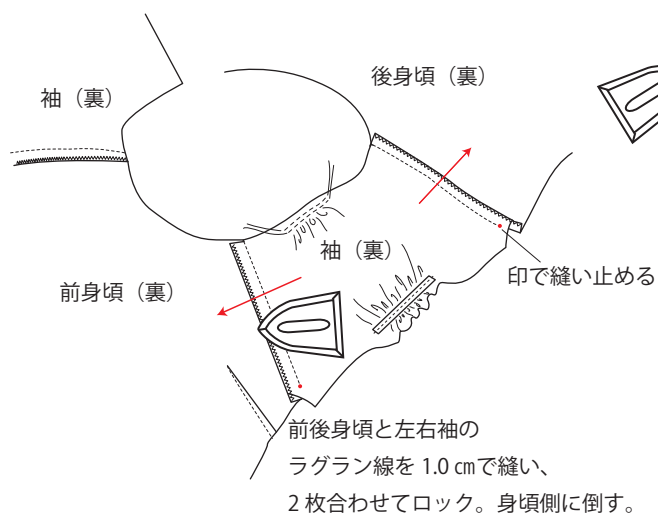 後身頃（裏）
袖（裏）
袖（裏）
印で縫い止める
前身頃（裏）
前後身頃と左右袖の
ラグラン線を 1.0 ㎝で縫い、
2 枚合わせてロック。身頃側に倒す。